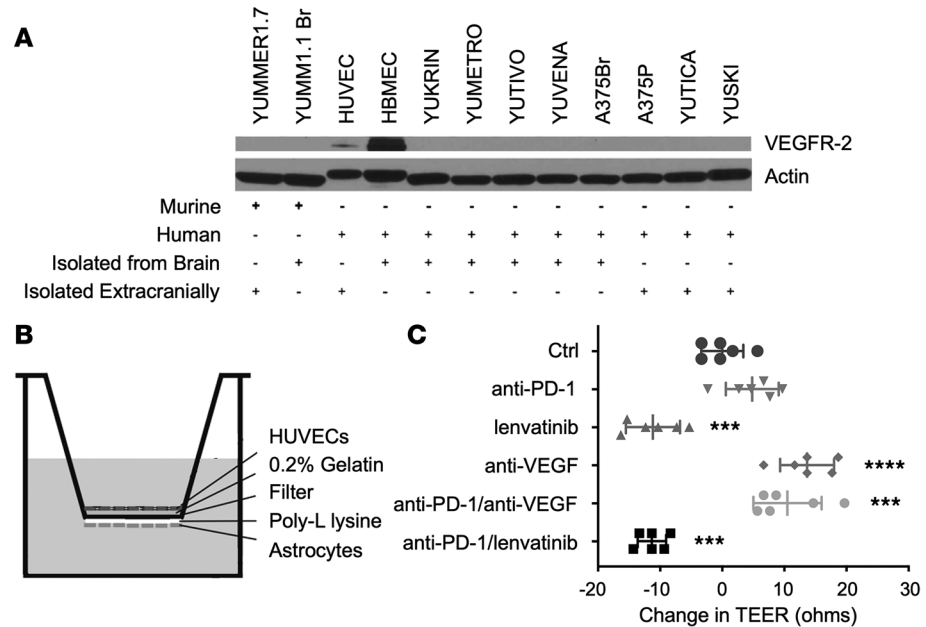 A
YUMMER1.7
YUMM1.1 Br
HUVEC
HBMEC
YUKRIN
YUMETRO
YUTIVO
YUVENA
A375Br
A375P
YUTICA
YUSKI
VEGFR-2
Actin
Murine + + - - - - - - - - - -
Human - - + + + + + + + + + +
Isolated from Brain - + - + + + + + + - - -
Isolated Extracranially + - + - - - - - - + + +
B
HUVECs
0.2% Gelatin
Filter
Poly-L lysine
Astrocytes
C
Ctrl
anti-PD-1
lenvatinib ***
anti-VEGF ****
anti-PD-1/anti-VEGF ***
anti-PD-1/lenvatinib ***
-20 -10 0 10 20 30
Change in TEER (ohms)